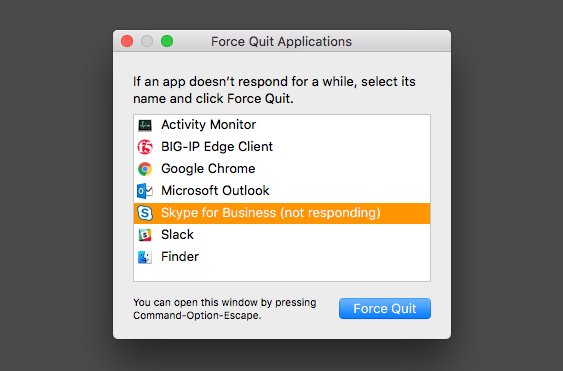 Force Quit Applications
If an app doesn’t respond for a while, select its
name and click Force Quit.
Activity Monitor
BIG-IP Edge Client
Google Chrome
Microsoft Outlook
Skype for Business (not responding)
Slack
Finder
You can open this window by pressing
Command-Option-Escape.
Force Quit